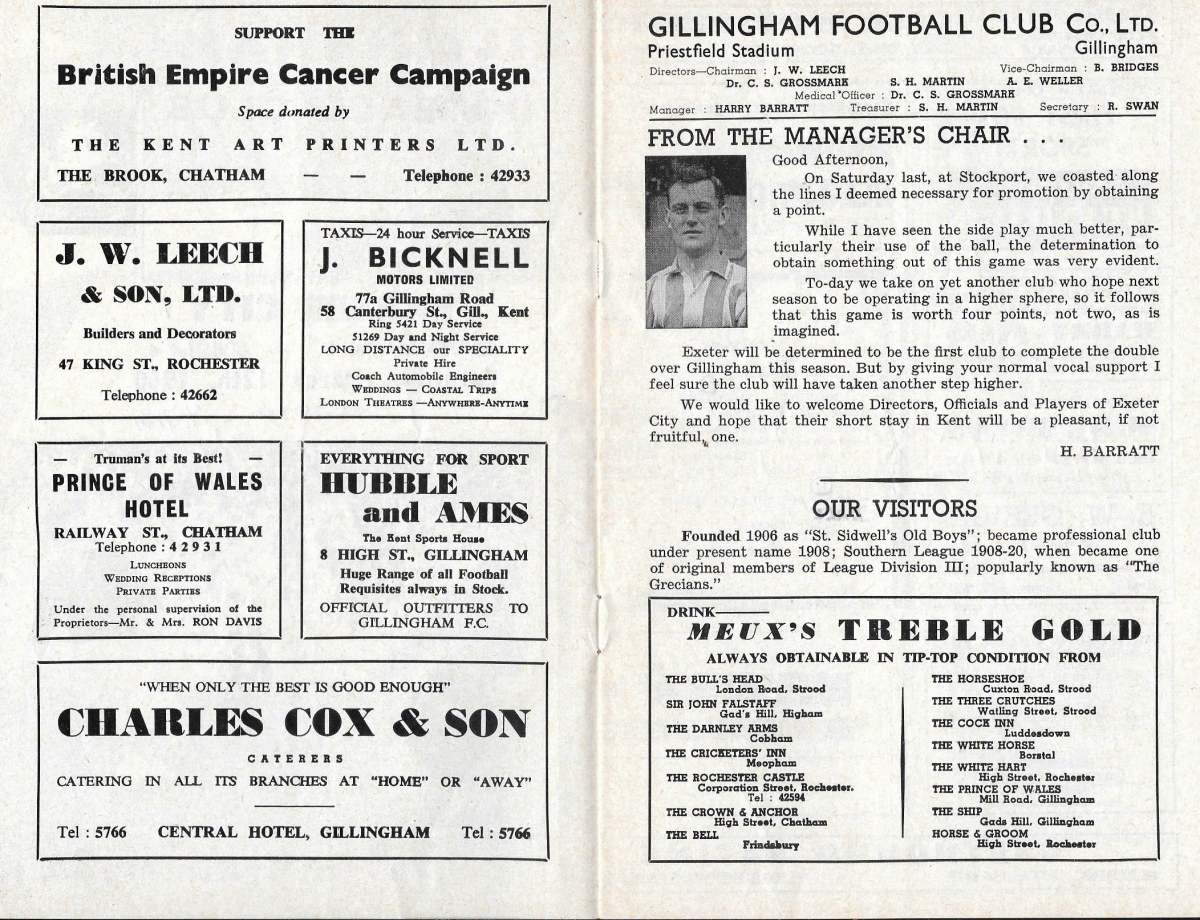 SUPPORT THE
British Empire Cancer Campaign
Space donated by
THE KENT ART PRINTERS LTD.
THE BROOK, CHATHAM — — Telephone : 42933
J. W. LEECH
& SON, LTD.
Builders and Decorators
47 KING ST., ROCHESTER
Telephone : 42662
TAXIS—24 hour Service—TAXIS
J. BICKNELL
MOTORS LIMITED
77a Gillingham Road
58 Canterbury St., Gill., Kent
Ring 5421 Day Service
51269 Day and Night Service
LONG DISTANCE our SPECIALITY
Private Hire
Coach Automobile Engineers
WEDDINGS — COASTAL TRIPS
LONDON THEATRES —ANYWHERE-ANYTIME
— Truman's at its Best! —
PRINCE OF WALES
HOTEL
RAILWAY ST., CHATHAM
Telephone : 4 2 9 3 1
LUNCHEONS
WEDDING RECEPTIONS
PRIVATE PARTIES
Under the personal supervision of the
Proprietors—Mr. & Mrs. RON DAVIS
EVERYTHING FOR SPORT
HUBBLE
and AMES
The Kent Sports House
8 HIGH ST., GILLINGHAM
Huge Range of all Football
Requisites always in Stock.
OFFICIAL OUTFITTERS TO
GILLINGHAM F.C.
"WHEN ONLY THE BEST IS GOOD ENOUGH"
CHARLES COX & SON
CATERERS
CATERING IN ALL ITS BRANCHES AT "HOME" OR "AWAY"
Tel : 5766 CENTRAL HOTEL, GILLINGHAM Tel : 5766
GILLINGHAM FOOTBALL CLUB CO., LTD.
Priestfield Stadium Gillingham
Directors—Chairman : J. W. LEECH Vice-Chairman : B. BRIDGES
Dr. C. S. GROSSMARK S. H. MARTIN A. E. WELLER
Medical Officer : Dr. C. S. GROSSMARK
Manager : HARRY BARRATT Treasurer : S. H. MARTIN Secretary : R. SWAN
FROM THE MANAGER'S CHAIR . . .
Good Afternoon,
On Saturday last, at Stockport, we coasted along
the lines I deemed necessary for promotion by obtaining
a point.
While I have seen the side play much better, par-
ticularly their use of the ball, the determination to
obtain something out of this game was very evident.
To-day we take on yet another club who hope next
season to be operating in a higher sphere, so it follows
that this game is worth four points, not two, as is
imagined.
Exeter will be determined to be the first club to complete the double
over Gillingham this season. But by giving your normal vocal support I
feel sure the club will have taken another step higher.
We would like to welcome Directors, Officials and Players of Exeter
City and hope that their short stay in Kent will be a pleasant, if not
fruitful, one.
H. BARRATT
OUR VISITORS
Founded 1906 as "St. Sidwell's Old Boys"; became professional club
under present name 1908; Southern League 1908-20, when became one
of original members of League Division III; popularly known as "The
Grecians."
DRINK——
MEUX'S TREBLE GOLD
ALWAYS OBTAINABLE IN TIP-TOP CONDITION FROM
THE BULL'S HEAD
London Road, Strood
SIR JOHN FALSTAFF
Gad's Hill, Higham
THE DARNLEY ARMS
Cobham
THE CRICKETERS' INN
Meopham
THE ROCHESTER CASTLE
Corporation Street, Rochester.
Tel : 42594
THE CROWN & ANCHOR
High Street, Chatham
THE BELL
Frindsbury
THE HORSESHOE
Cuxton Road, Strood
THE THREE CRUTCHES
Watling Street, Strood
THE COCK INN
Luddesdown
THE WHITE HORSE
Borstal
THE WHITE HART
High Street, Rochester
THE PRINCE OF WALES
Mill Road, Gillingham
THE SHIP
Gads Hill, Gillingham
HORSE & GROOM
High Street, Rochester